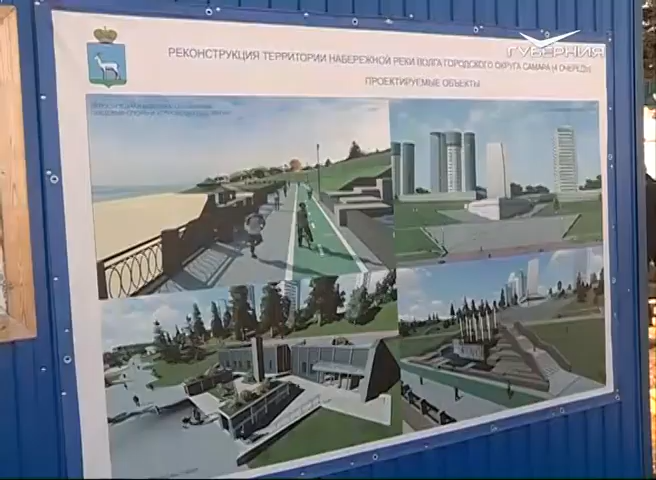 ГУБЕРНИЯ
РЕКОНСТРУКЦИЯ ТЕРРИТОРИИ НАБЕРЕЖНОЙ РЕКИ ВОЛГА ГОРОДСКОГО ОКРУГА САМАРА (4 ОЧЕРЕДЬ)
ПРОЕКТИРУЕМЫЕ ОБЪЕКТЫ